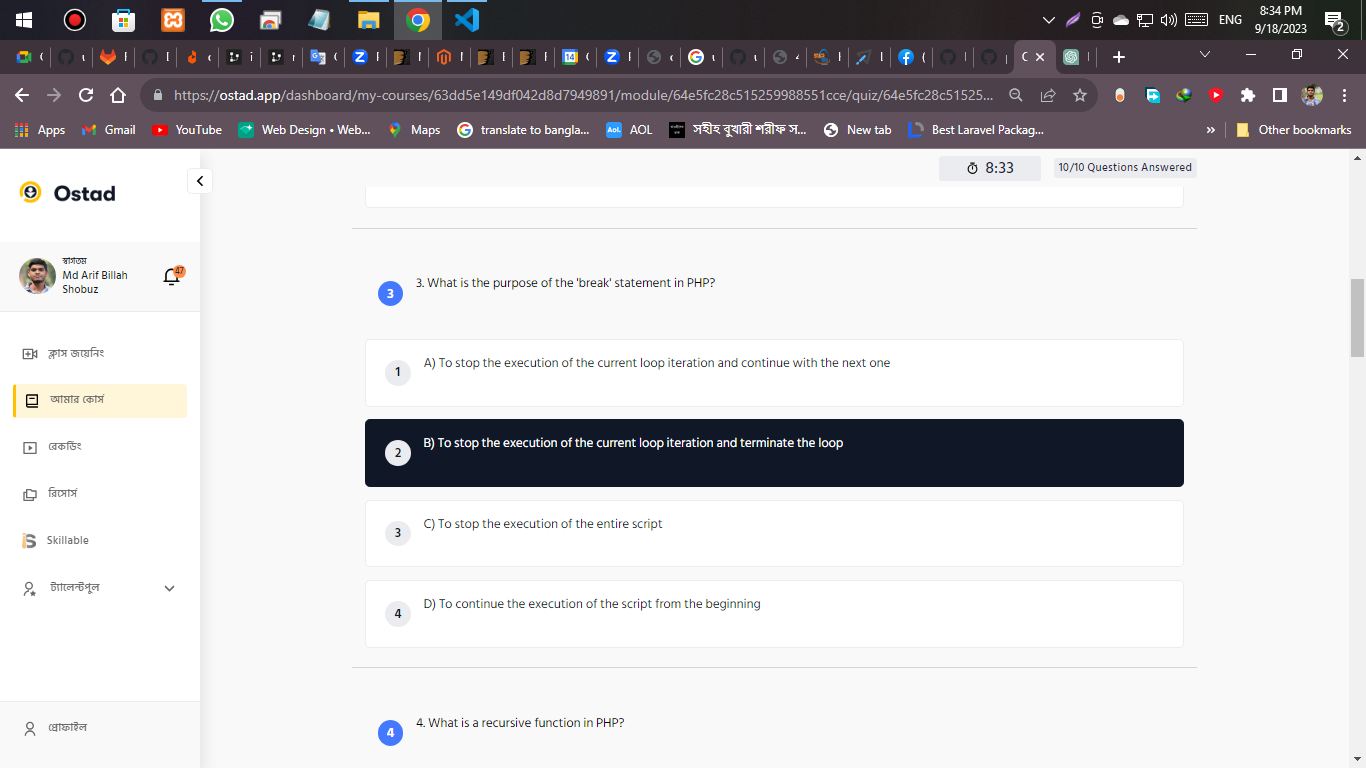 ENG
8:34 PM
9/18/2023
2
https://ostad.app/dashboard/my-courses/63dd5e149df042d8d7949891/module/64e5fc28c515259988551cce/quiz/64e5fc28c51525...
Apps
Gmail
YouTube
Web Design • Web...
Maps
translate to bangla...
AOL
সহীহ বুখারী শরীফ স...
New tab
Best Laravel Packag...
»
Other bookmarks
Ostad
8:33
10/10 Questions Answered
স্বাগতম
Md Arif Billah
Shobuz
47
ক্লাস জয়েনিং
আমার কোর্স
রেকর্ডিং
রিসোর্স
Skillable
ট্যালেন্টপুল
প্রোফাইল
3
3. What is the purpose of the 'break' statement in PHP?
1
A) To stop the execution of the current loop iteration and continue with the next one
2
B) To stop the execution of the current loop iteration and terminate the loop
3
C) To stop the execution of the entire script
4
D) To continue the execution of the script from the beginning
4
4. What is a recursive function in PHP?